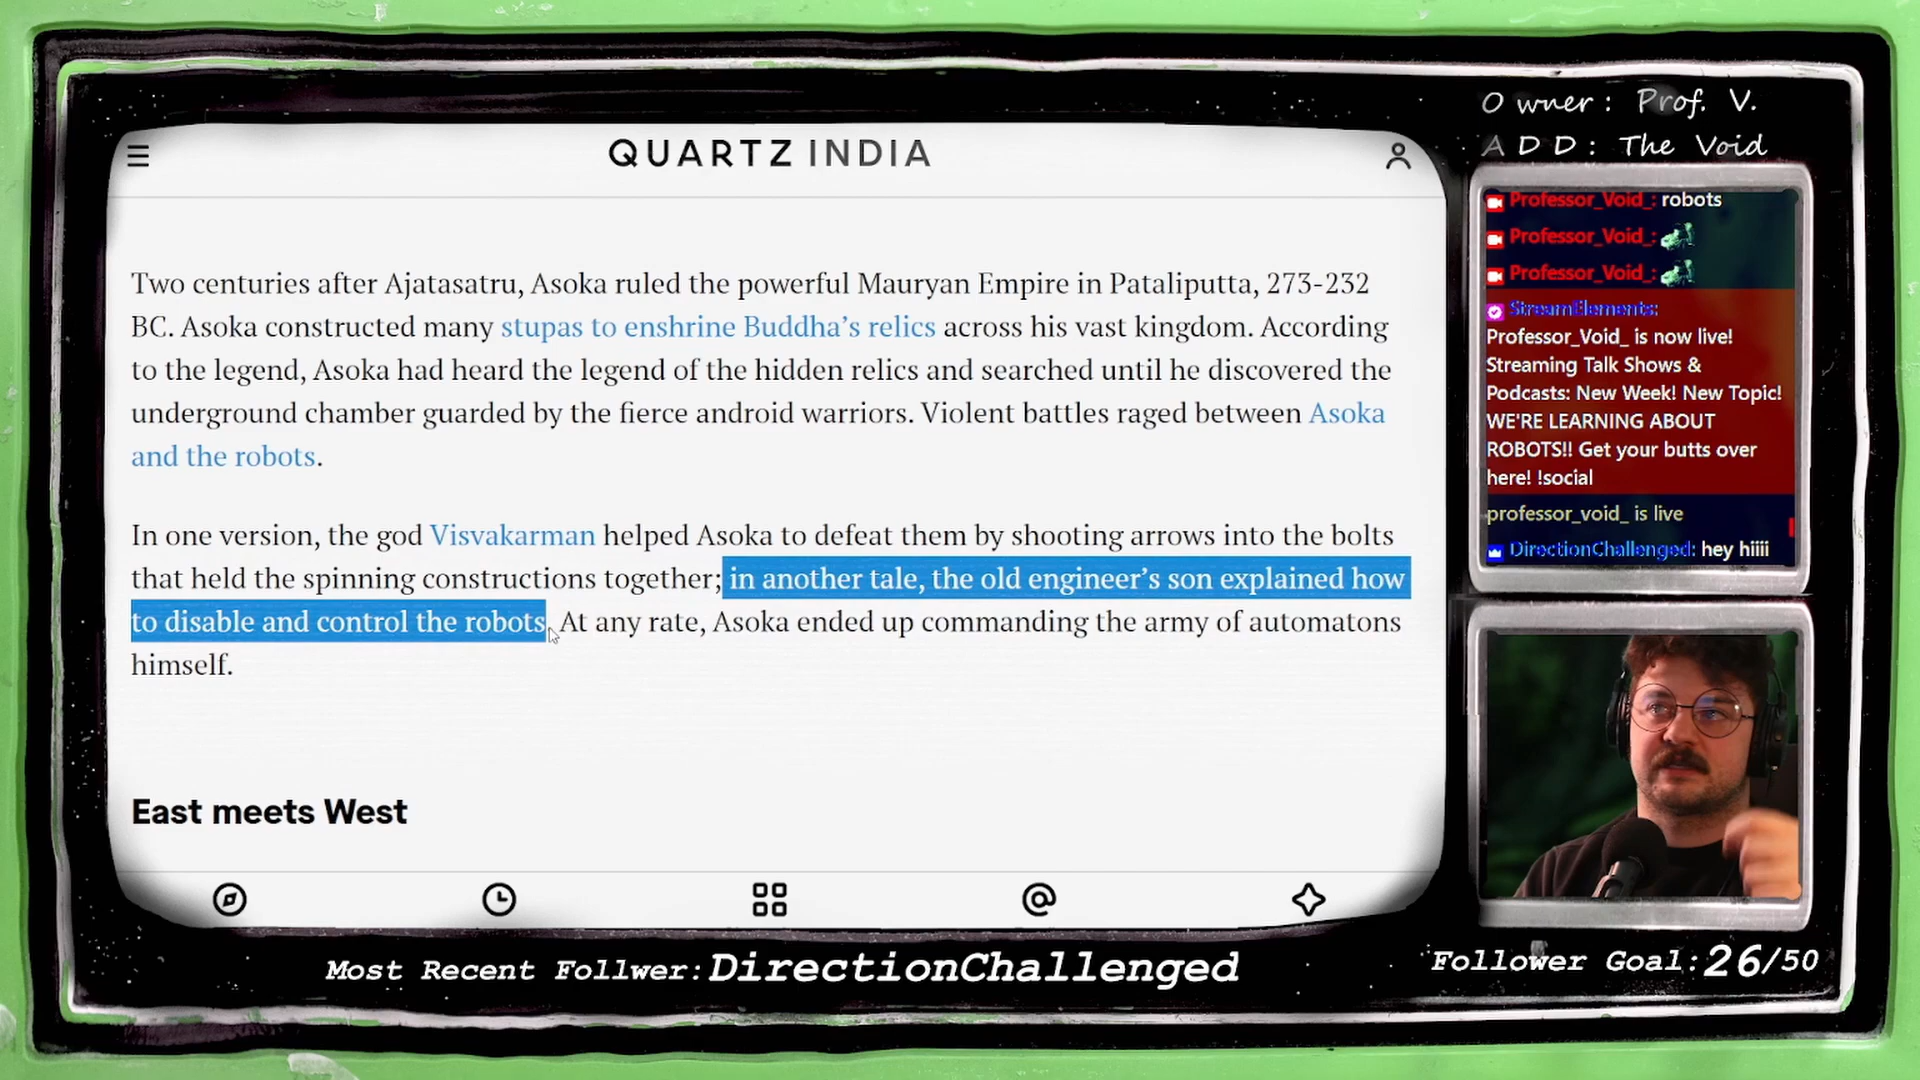 Owner: Prof. V.
ADD: The Void
QUARTZ INDIA
Two centuries after Ajatasatru, Asoka ruled the powerful Mauryan Empire in Pataliputta, 273-232
BC. Asoka constructed many stupas to enshrine Buddha’s relics across his vast kingdom. According
to the legend, Asoka had heard the legend of the hidden relics and searched until he discovered the
underground chamber guarded by the fierce android warriors. Violent battles raged between Asoka
and the robots.
In one version, the god Visvakarman helped Asoka to defeat them by shooting arrows into the bolts
that held the spinning constructions together; in another tale, the old engineer’s son explained how
to disable and control the robots. At any rate, Asoka ended up commanding the army of automatons
himself.
East meets West
Professor_Void_: robots
Professor_Void_:
Professor_Void_:
StreamElements:
Professor_Void_ is now live!
Streaming Talk Shows &
Podcasts: New Week! New Topic!
WE'RE LEARNING ABOUT
ROBOTS!! Get your butts over
here! !social
professor_void_ is live
DirectionChallenged: hey hiiii
Most Recent Follwer: DirectionChallenged
Follower Goal: 26/50